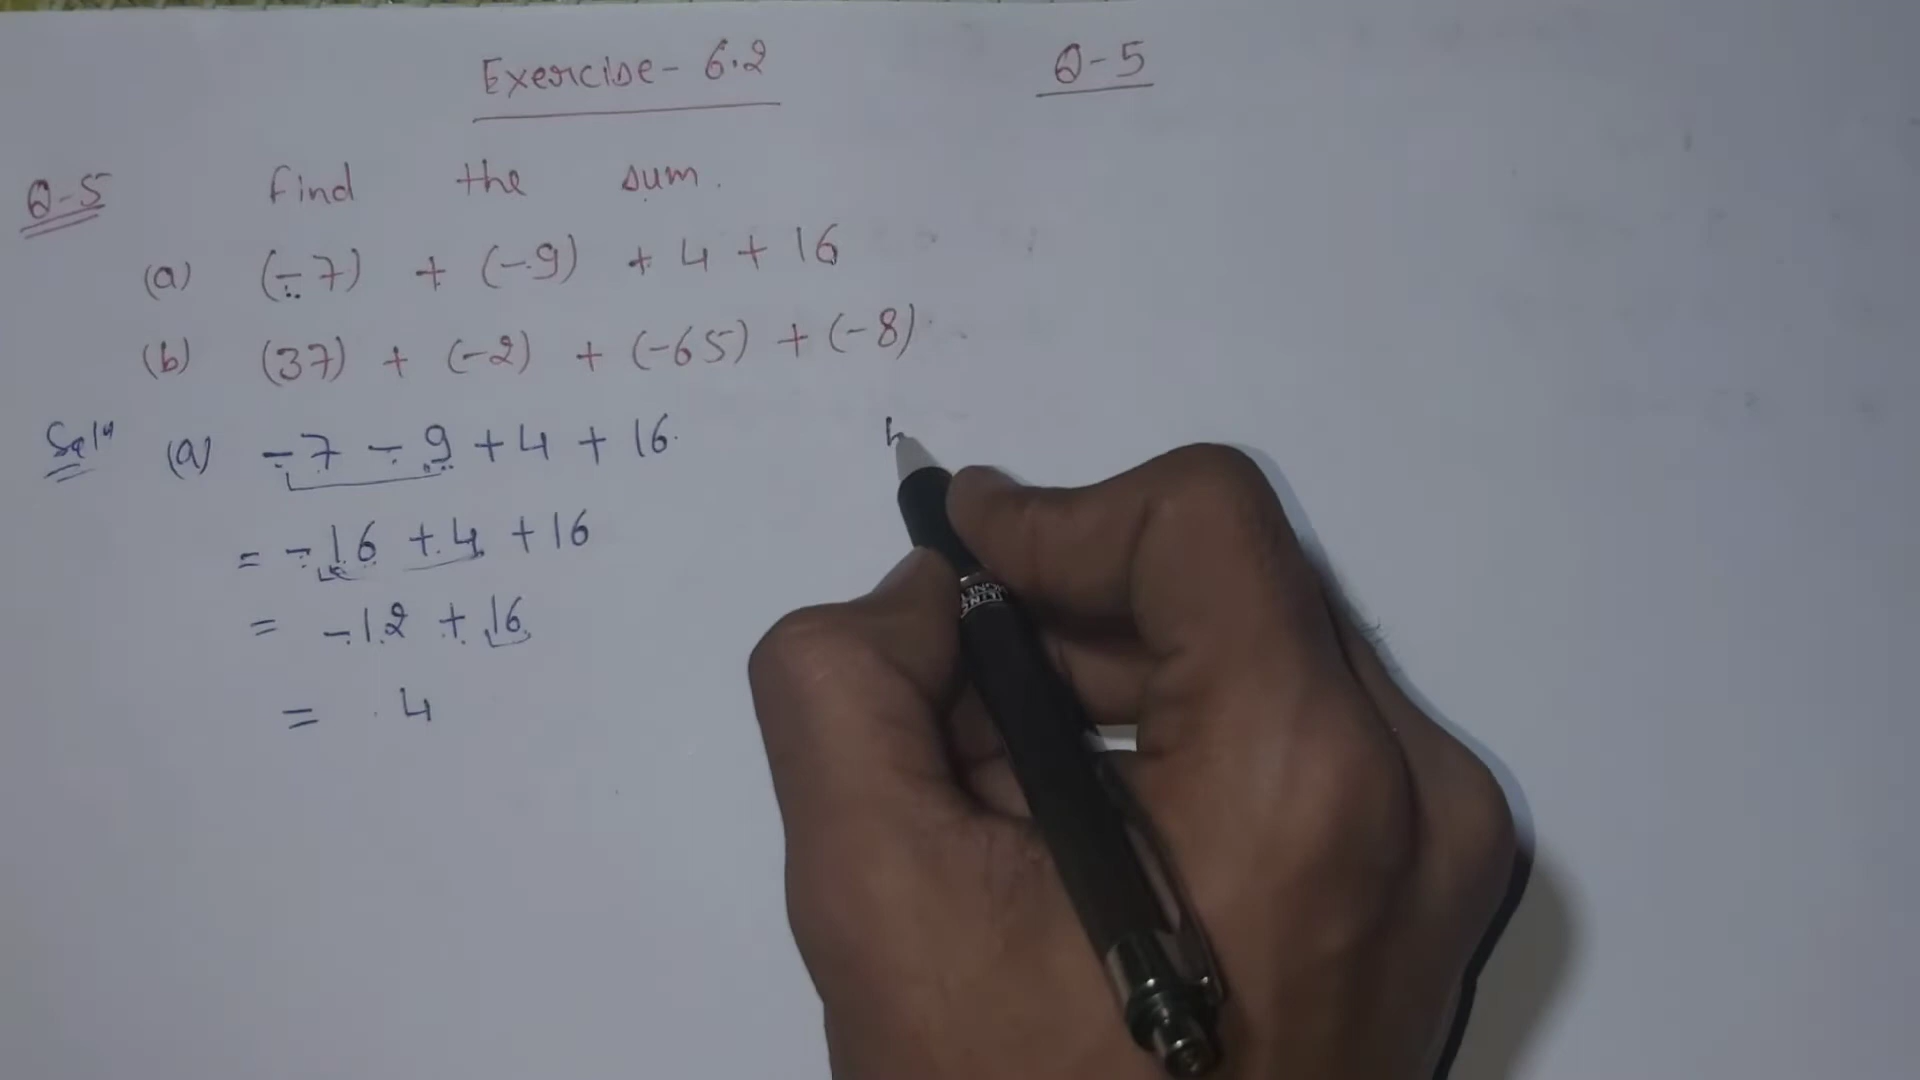 Exercise - 6.2
Q-5
Q-5 Find the sum.
(a) (-7) + (-9) + 4 + 16
(b) (37) + (-2) + (-65) + (-8)
Solⁿ (a) -7 - 9 + 4 + 16
= -16 + 4 + 16
= -12 + 16
= 4